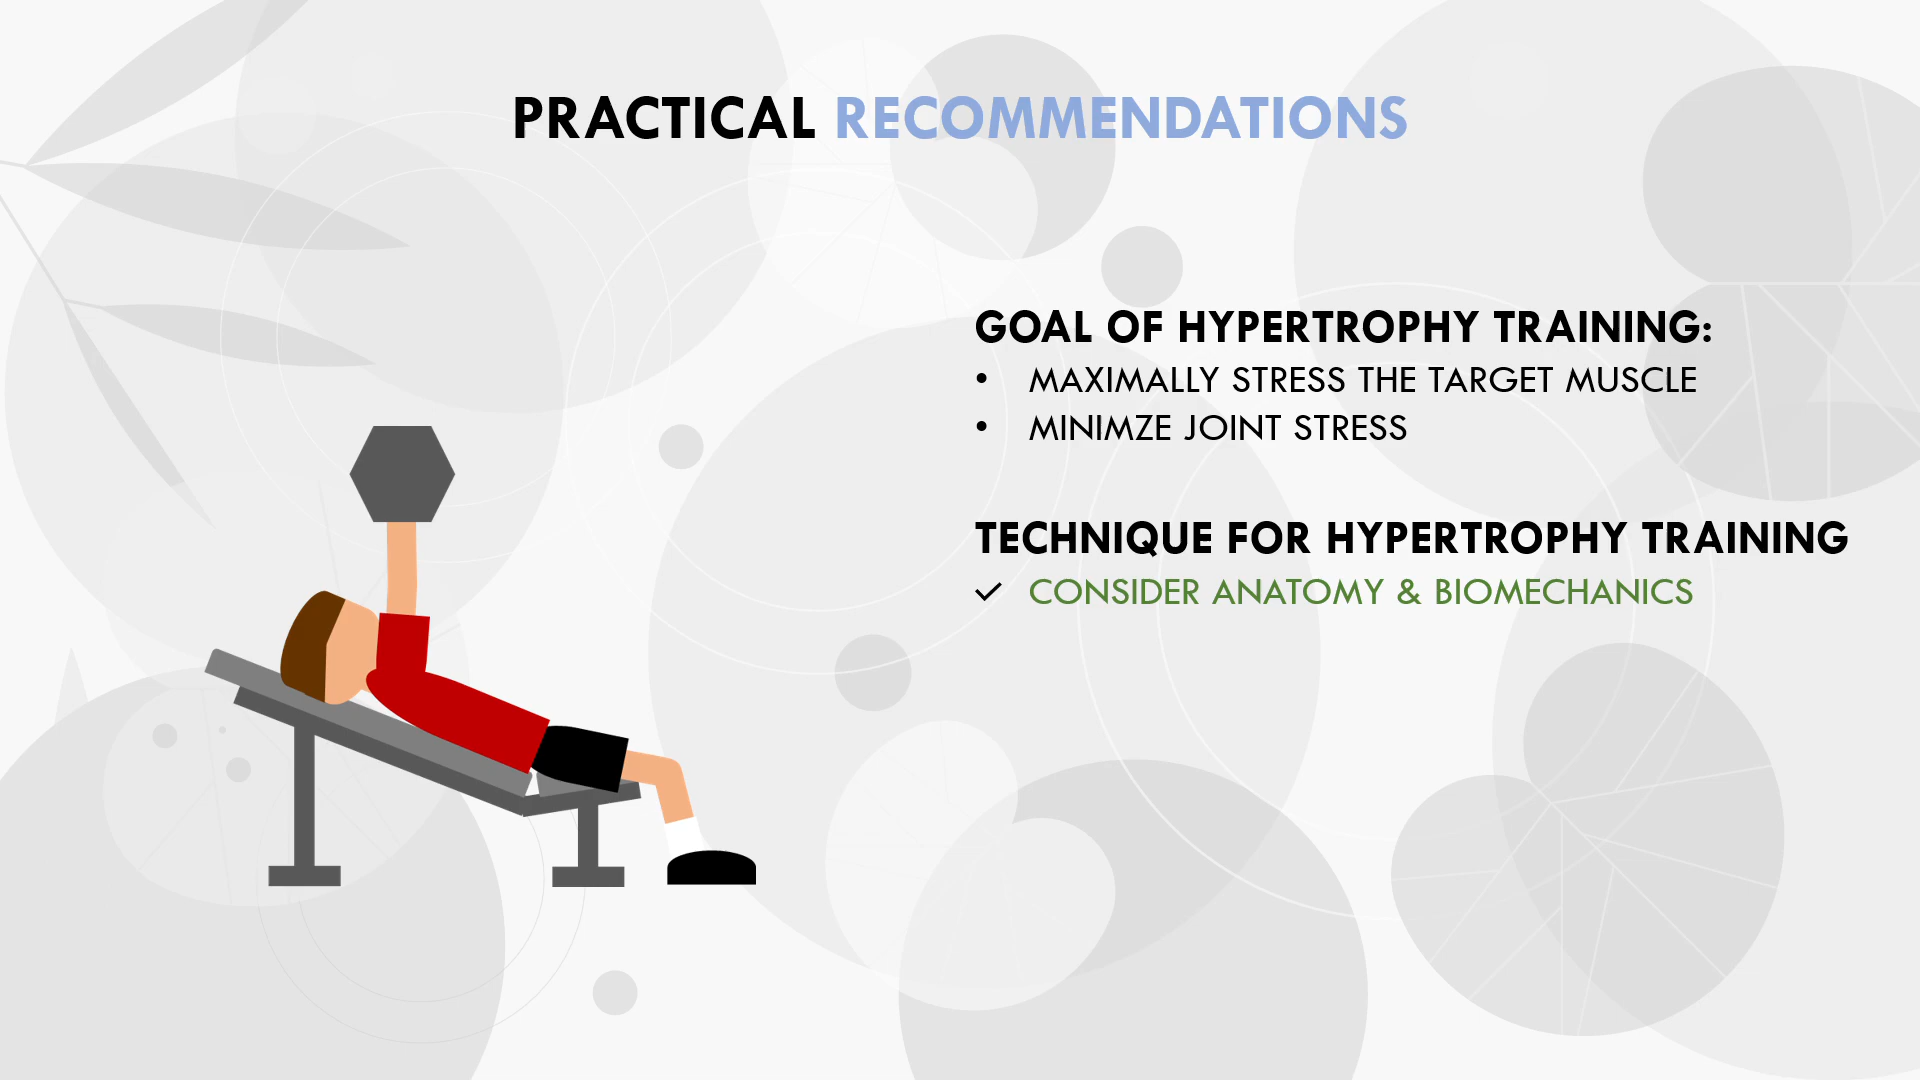 PRACTICAL RECOMMENDATIONS
GOAL OF HYPERTROPHY TRAINING:
• MAXIMALLY STRESS THE TARGET MUSCLE
• MINIMZE JOINT STRESS
TECHNIQUE FOR HYPERTROPHY TRAINING
✓ CONSIDER ANATOMY & BIOMECHANICS